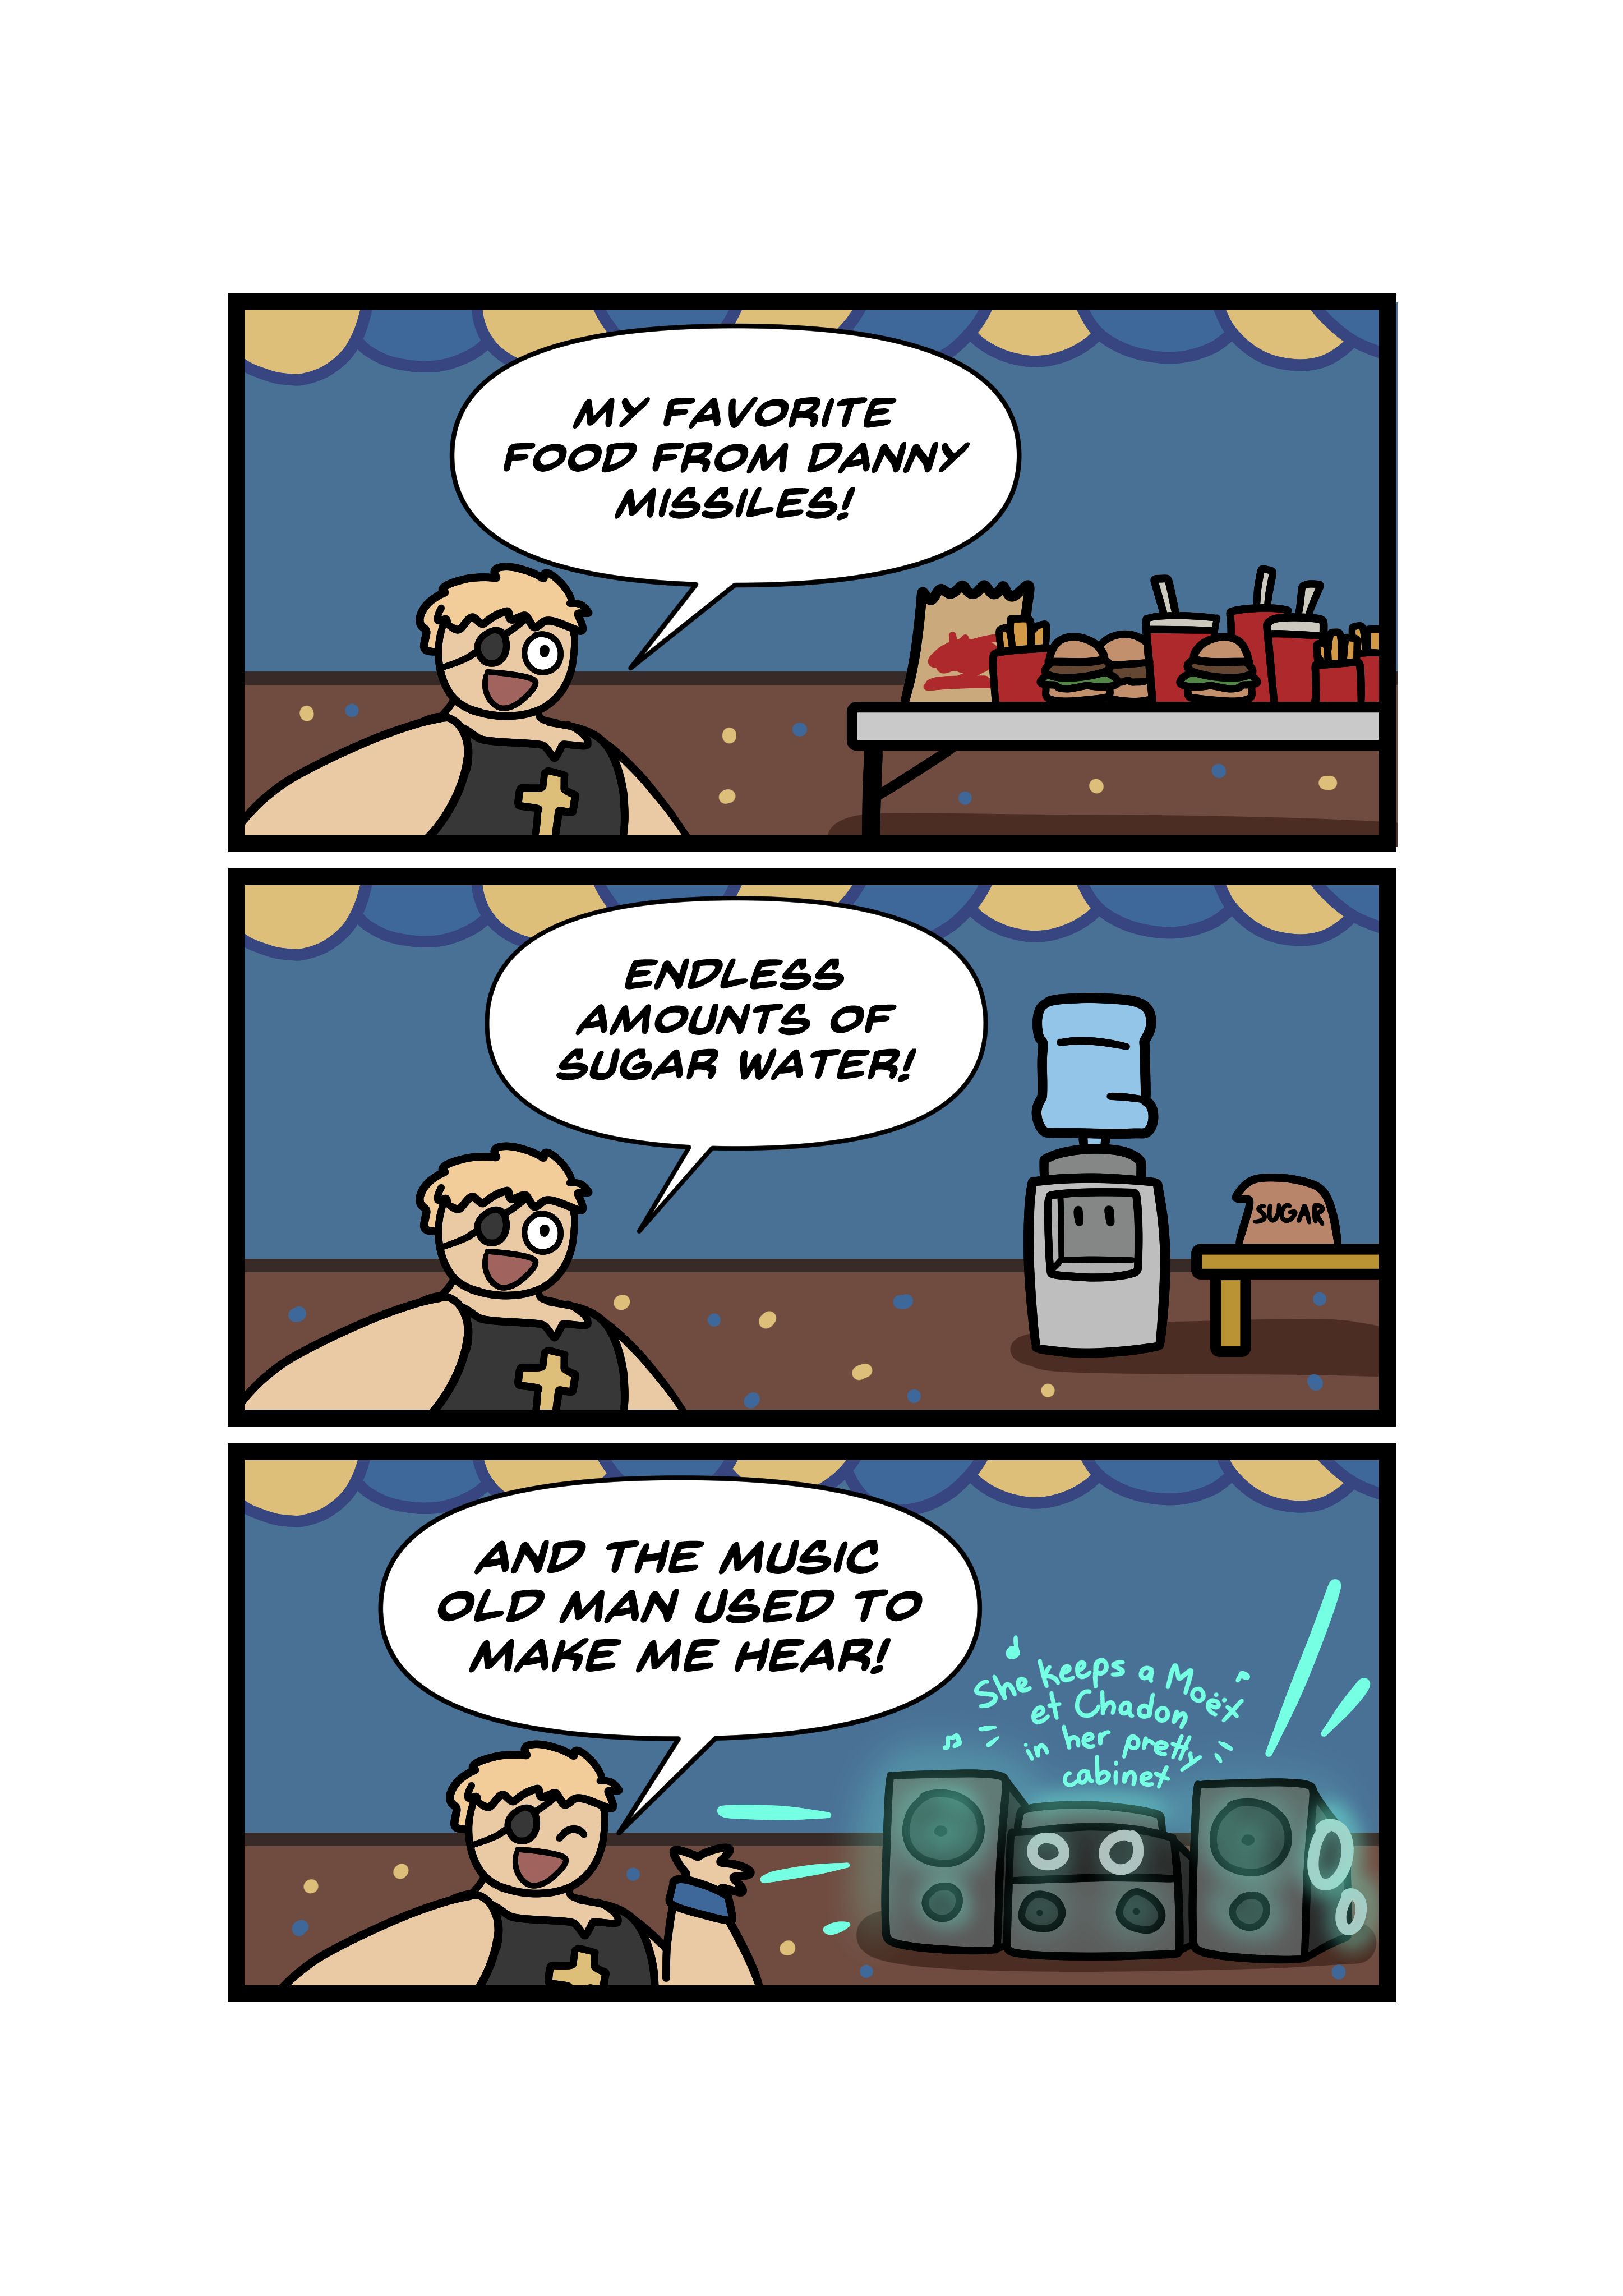 MY FAVORITE
FOOD FROM DANNY
MISSILES!
ENDLESS
AMOUNTS OF
SUGAR WATER!
SUGAR
AND THE MUSIC
OLD MAN USED TO
MAKE ME HEAR!
She keeps a Moëx
et Chadon
in her pretty
cabinet